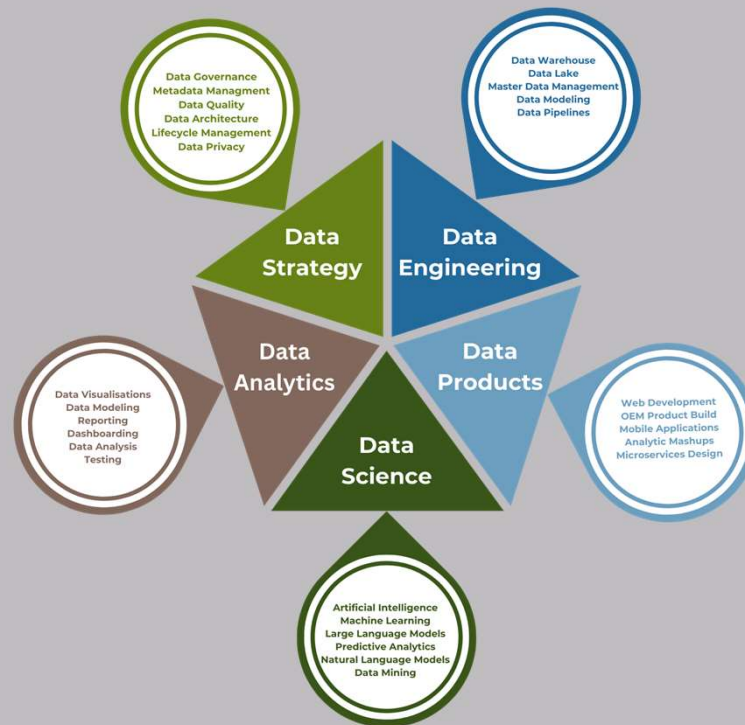 Data Governance
Metadata Managment
Data Quality
Data Architecture
Lifecycle Management
Data Privacy
Data Warehouse
Data Lake
Master Data Management
Data Modeling
Data Pipelines
Data
Strategy
Data
Engineering
Data
Analytics
Data
Products
Data
Science
Data Visualisations
Data Modeling
Reporting
Dashboarding
Data Analysis
Testing
Web Development
OEM Product Build
Mobile Applications
Analytic Mashups
Microservices Design
Artificial Intelligence
Machine Learning
Large Language Models
Predictive Analytics
Natural Language Models
Data Mining